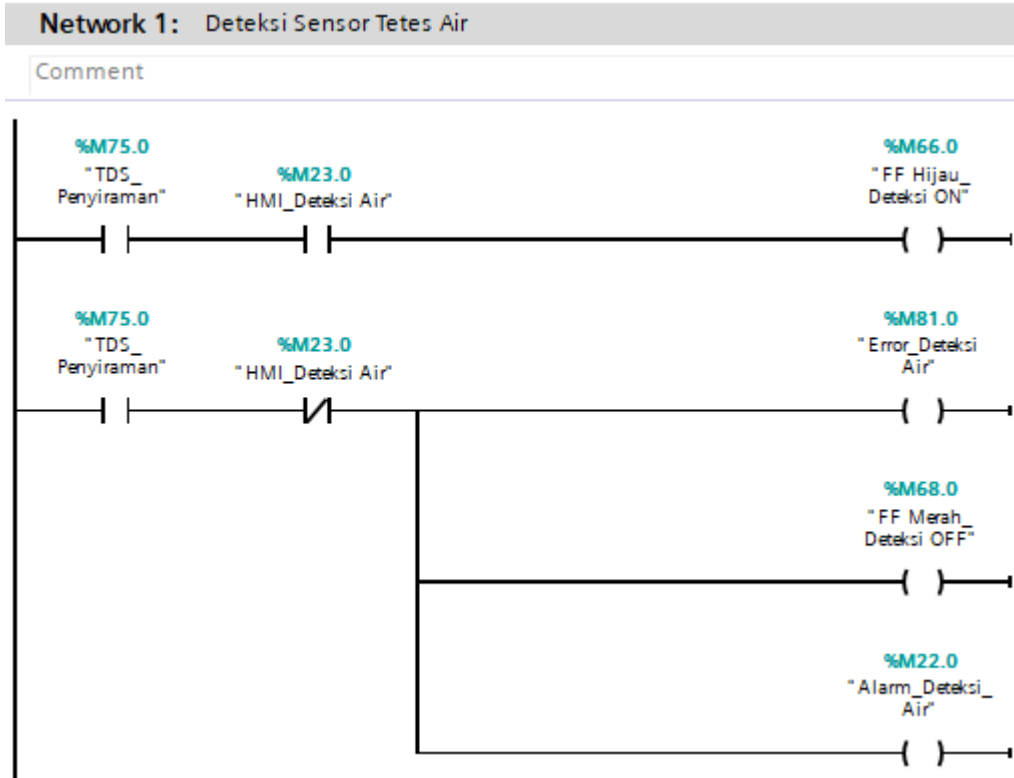 Network 1: Deteksi Sensor Tetes Air
Comment
%M75.0
"TDS_
Penyiraman"
%M23.0
"HMI_Deteksi Air"
%M66.0
"FF Hijau_
Deteksi ON"
%M75.0
"TDS_
Penyiraman"
%M23.0
"HMI_Deteksi Air"
%M81.0
"Error_Deteksi
Air"
%M68.0
"FF Merah_
Deteksi OFF"
%M22.0
"Alarm_Deteksi_
Air"